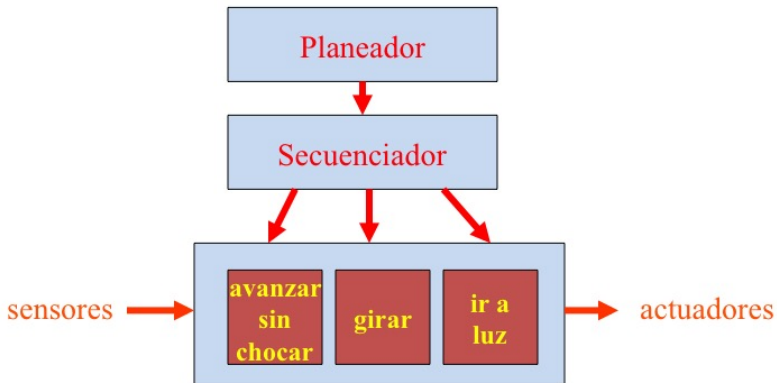 Planeador
Secuenciador
sensores
avanzar
sin
chocar
girar
ir a
luz
actuadores